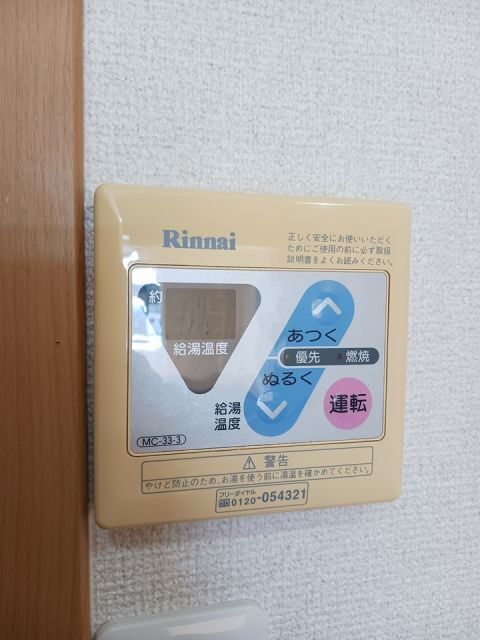 Rinnai
正しく安全にお使いいただく
ためにご使用の前に必ず取扱
説明書をよくお読みください。
約
給湯温度
あつく
優先 燃焼
ぬるく
給湯
温度
運転
MC-33-3
⚠ 警告
やけど防止のため、お湯を使う前に湯温を確かめてください。
フリーダイヤル
0120-054321